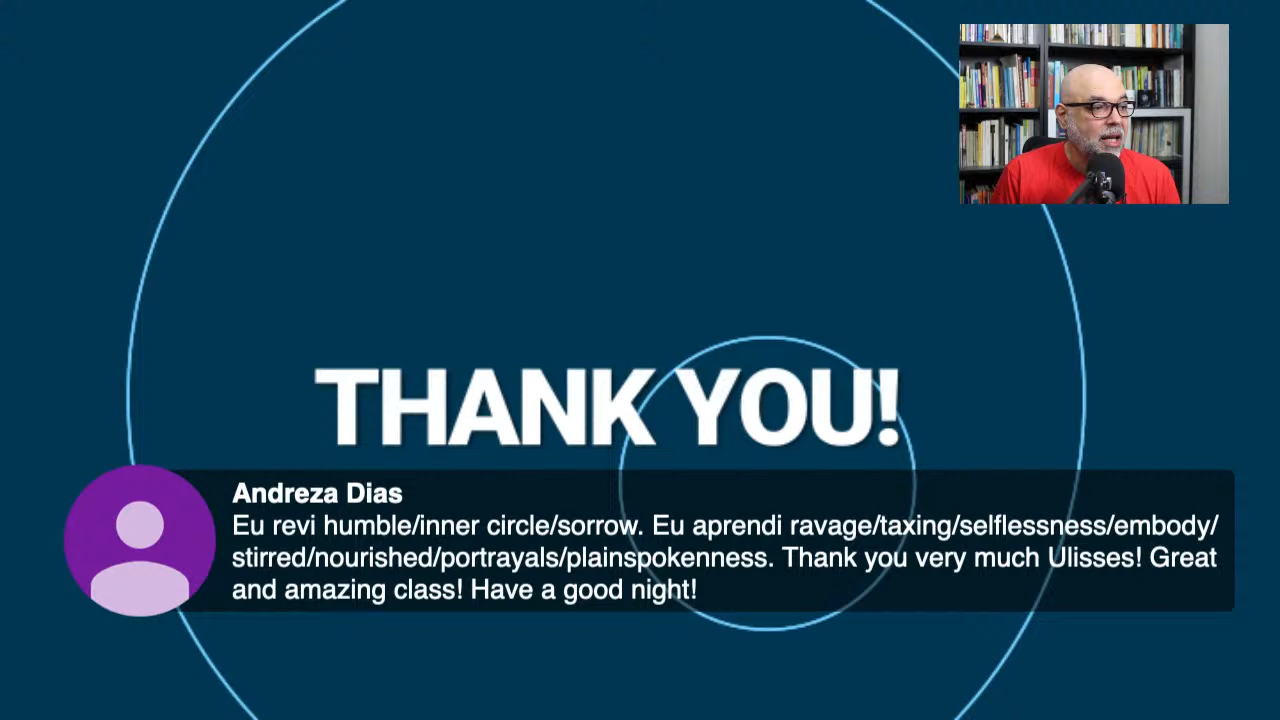 THANK YOU!
Andreza Dias
Eu revi humble/inner circle/sorrow. Eu aprendi ravage/taxing/selflessness/embody/
stirred/nourished/portrayals/plainspokenness. Thank you very much Ulisses! Great
and amazing class! Have a good night!